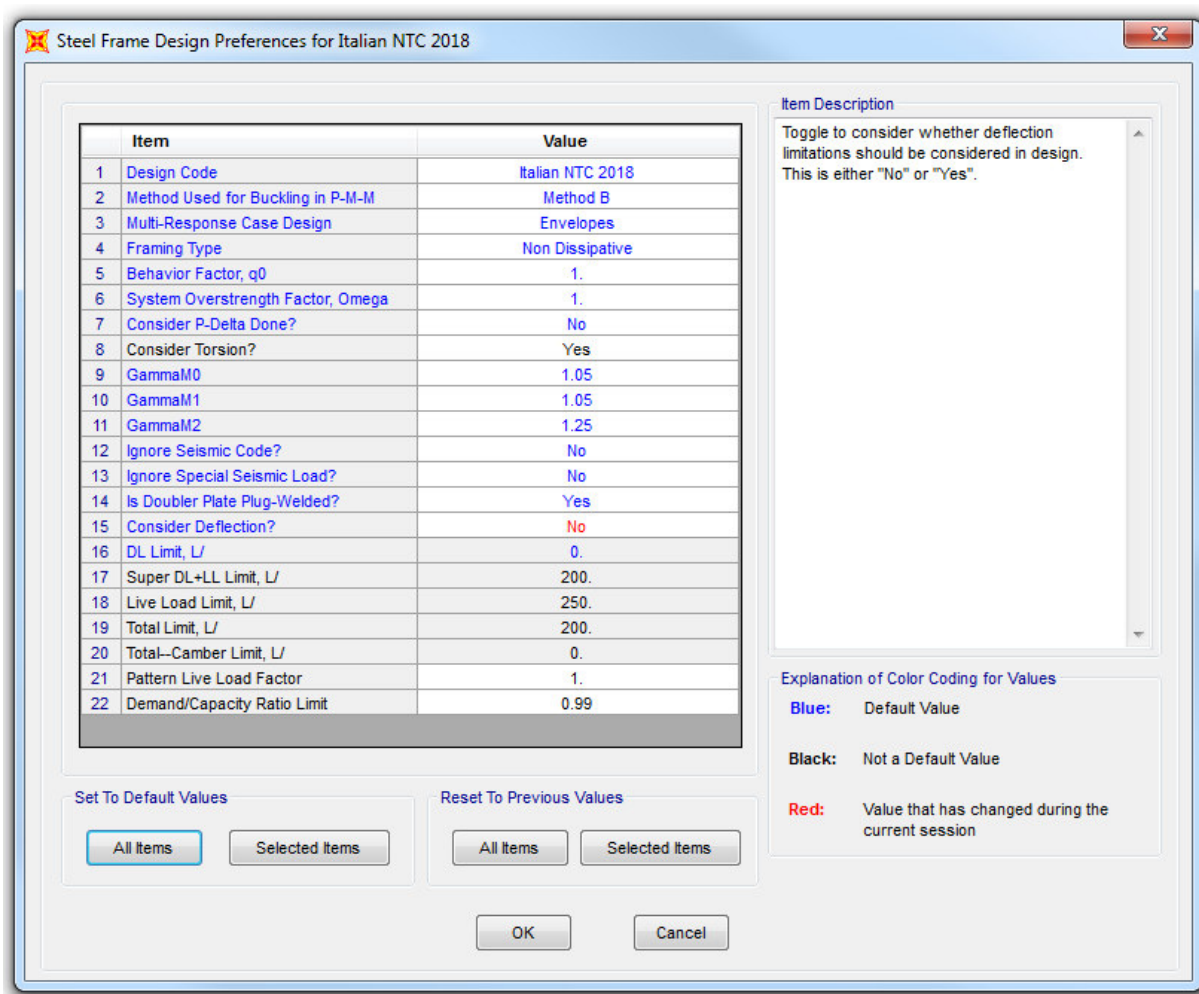 Steel Frame Design Preferences for Italian NTC 2018
X
Item Value
1 Design Code Italian NTC 2018
2 Method Used for Buckling in P-M-M Method B
3 Multi-Response Case Design Envelopes
4 Framing Type Non Dissipative
5 Behavior Factor, q0 1.
6 System Overstrength Factor, Omega 1.
7 Consider P-Delta Done? No
8 Consider Torsion? Yes
9 GammaM0 1.05
10 GammaM1 1.05
11 GammaM2 1.25
12 Ignore Seismic Code? No
13 Ignore Special Seismic Load? No
14 Is Doubler Plate Plug-Welded? Yes
15 Consider Deflection? No
16 DL Limit, L/ 0.
17 Super DL+LL Limit, L/ 200.
18 Live Load Limit, L/ 250.
19 Total Limit, L/ 200.
20 Total--Camber Limit, L/ 0.
21 Pattern Live Load Factor 1.
22 Demand/Capacity Ratio Limit 0.99
Item Description
Toggle to consider whether deflection
limitations should be considered in design.
This is either "No" or "Yes".
Explanation of Color Coding for Values
Blue: Default Value
Black: Not a Default Value
Red: Value that has changed during the
current session
Set To Default Values
All Items Selected Items
Reset To Previous Values
All Items Selected Items
OK Cancel